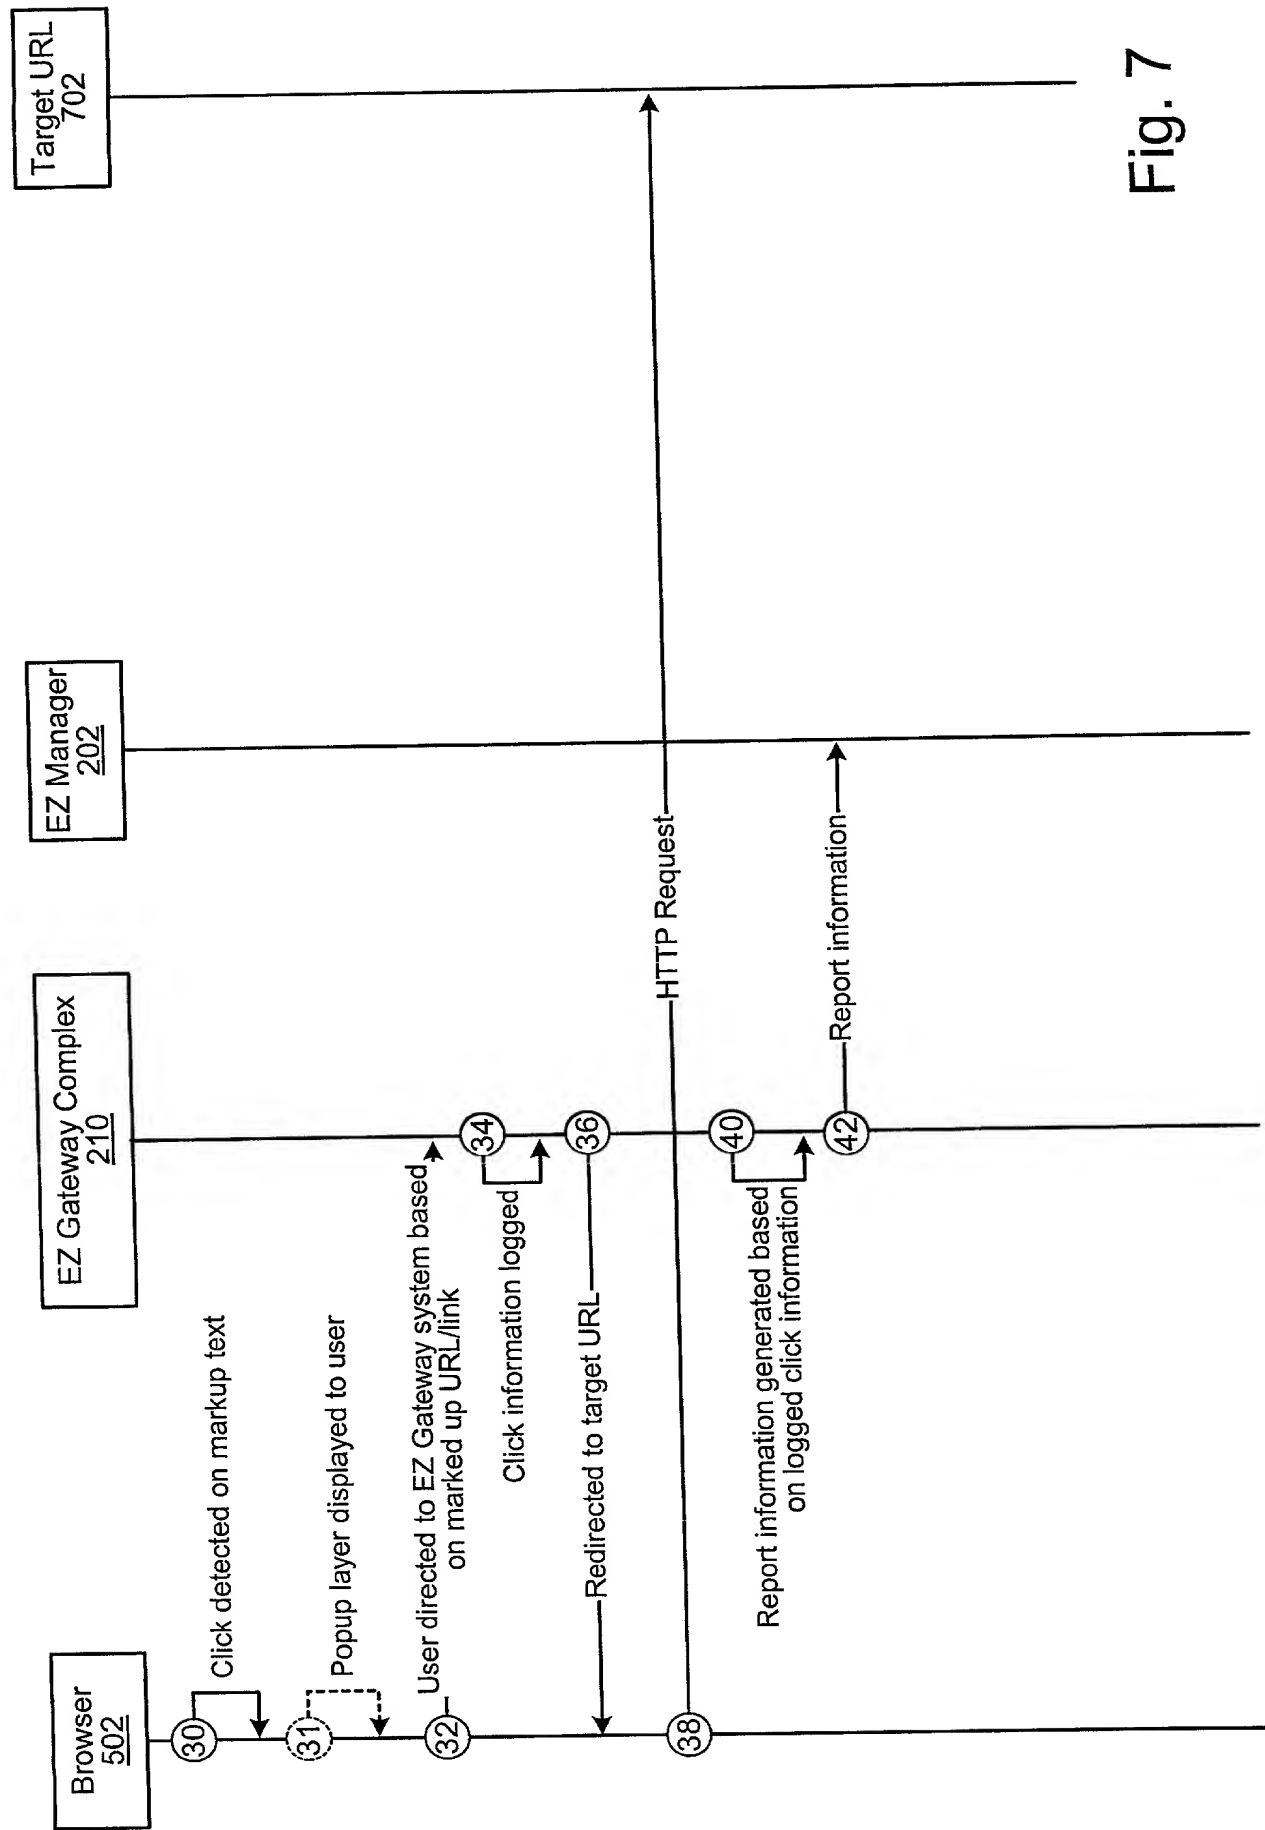 Browser
502
EZ Gateway Complex
210
EZ Manager
202
Target URL
702
30
Click detected on markup text
31
Popup layer displayed to user
32
User directed to EZ Gateway system based
on marked up URL/link
34
Click information logged
36
Redirected to target URL
38
HTTP Request
40
Report information generated based
on logged click information
42
Report information
Fig. 7